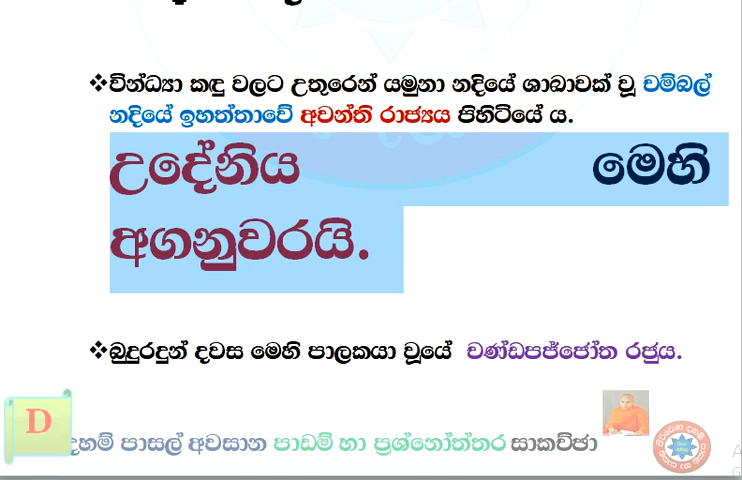 ❖වින්ධ්‍යා කඳු වලට උතුරෙන් යමුනා නදියේ ශාඛාවක් වූ චම්බල්
නදියේ ඉහත්තාවේ අවන්ති රාජ්‍යය පිහිටියේ ය.
උදේනිය මෙහි
අගනුවරයි.
❖බුදුරදුන් දවස මෙහි පාලකයා වූයේ චණ්ඩපජ්ජෝත රජුය.
D
දහම් පාසල් අවසාන පාඩම් හා ප්‍රශ්නෝත්තර සාකච්ඡා